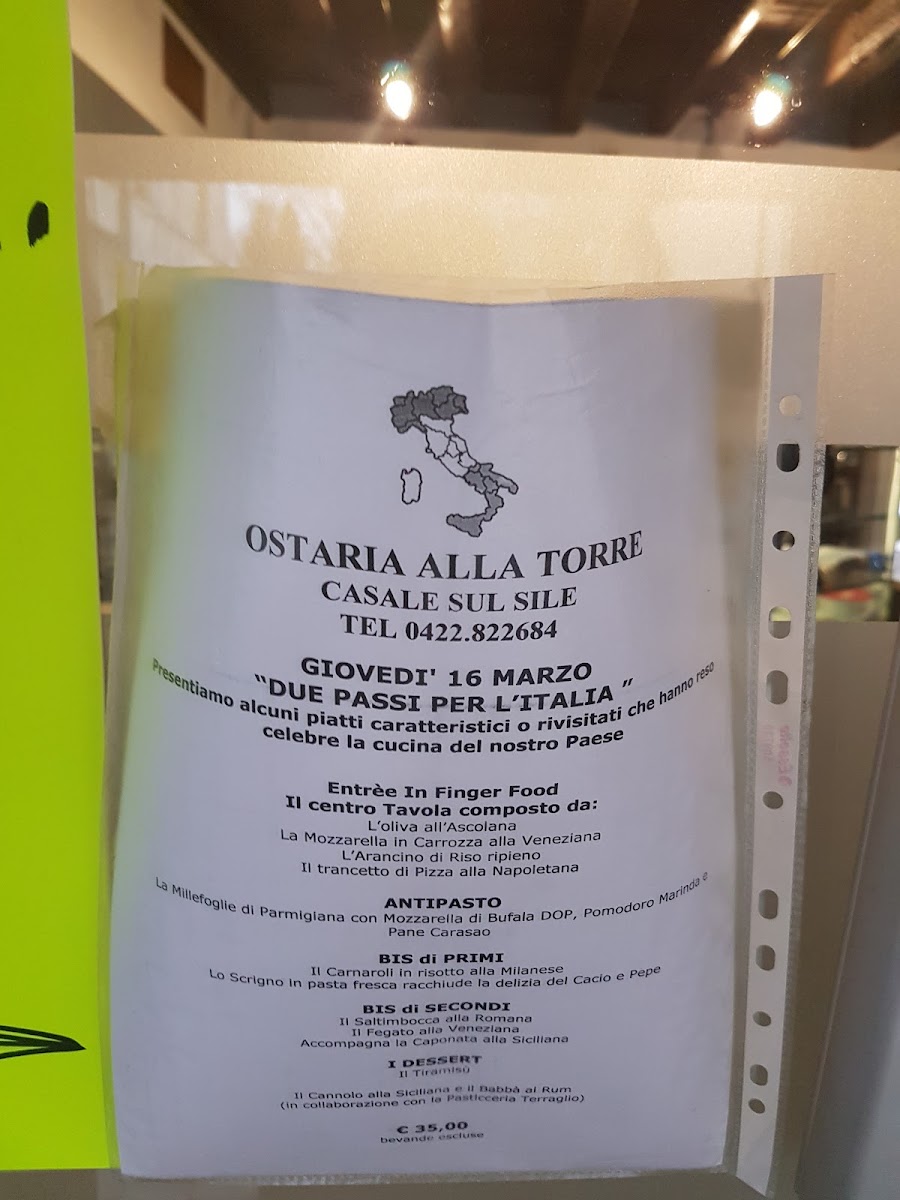 OSTARIA ALLA TORRE
CASALE SUL SILE
TEL 0422.822684
GIOVEDI' 16 MARZO
“DUE PASSI PER L’ITALIA ”
Presentiamo alcuni piatti caratteristici o rivisitati che hanno reso
celebre la cucina del nostro Paese
Entrèe In Finger Food
Il centro Tavola composto da:
L’oliva all’Ascolana
La Mozzarella in Carrozza alla Veneziana
L’Arancino di Riso ripieno
Il trancetto di Pizza alla Napoletana
ANTIPASTO
La Millefoglie di Parmigiana con Mozzarella di Bufala DOP, Pomodoro Marinda e
Pane Carasao
BIS di PRIMI
Il Carnaroli in risotto alla Milanese
Lo Scrigno in pasta fresca racchiude la delizia del Cacio e Pepe
BIS di SECONDI
Il Saltimbocca alla Romana
Il Fegato alla Veneziana
Accompagna la Caponata alla Siciliana
I DESSERT
Il Tiramisù
Il Cannolo alla Siciliana e il Babbà al Rum
(in collaborazione con la Pasticceria Terraglio)
€ 35,00
bevande escluse